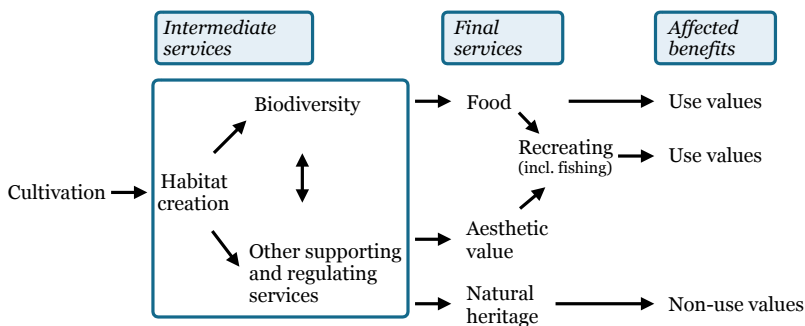 Intermediate
services
Final
services
Affected
benefits
Biodiversity
Food
Use values
Recreating
(incl. fishing)
Use values
Cultivation
Habitat
creation
Aesthetic
value
Other supporting
and regulating
services
Natural
heritage
Non-use values